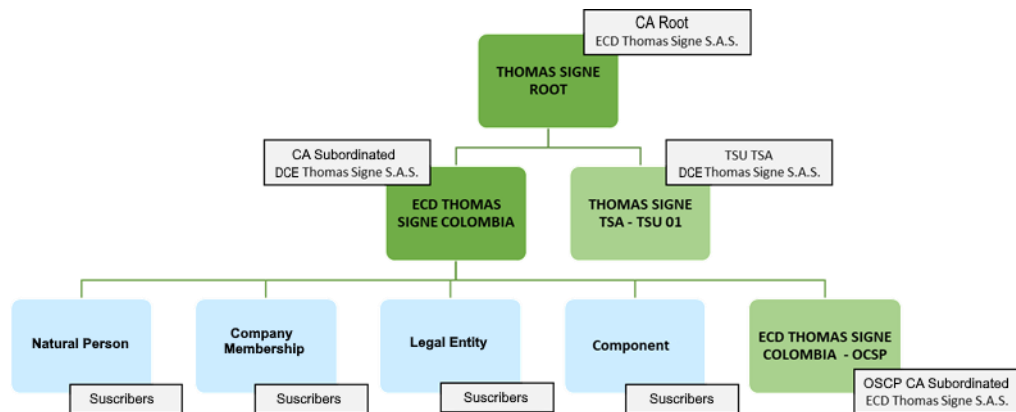 CA Root
ECD Thomas Signe S.A.S.
THOMAS SIGNE
ROOT
CA Subordinated
DCE Thomas Signe S.A.S.
TSU TSA
DCE Thomas Signe S.A.S.
ECD THOMAS
SIGNE COLOMBIA
THOMAS SIGNE
TSA - TSU 01
Natural Person
Suscribers
Company
Membership
Suscribers
Legal Entity
Suscribers
Component
Suscribers
ECD THOMAS SIGNE
COLOMBIA - OCSP
OSCP CA Subordinated
ECD Thomas Signe S.A.S.